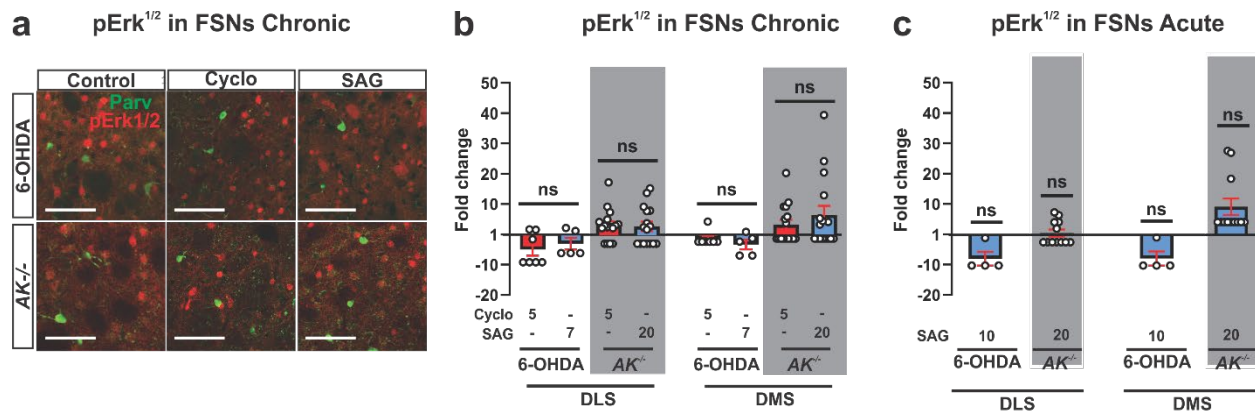 a pErk1/2 in FSNs Chronic
Control Cyclo SAG
6-OHDA
Parv
pErk1/2
AK-/-
b pErk1/2 in FSNs Chronic
Fold change
50
40
30
20
10
1
-10
-20
ns ns ns ns
Cyclo 5 - 5 - 5 - 5 -
SAG - 7 - 20 - 7 - 20
6-OHDA AK-/- 6-OHDA AK-/-
DLS DMS
c pErk1/2 in FSNs Acute
Fold change
50
40
30
20
10
1
-10
-20
ns ns ns ns
SAG 10 20 10 20
6-OHDA AK-/- 6-OHDA AK-/-
DLS DMS